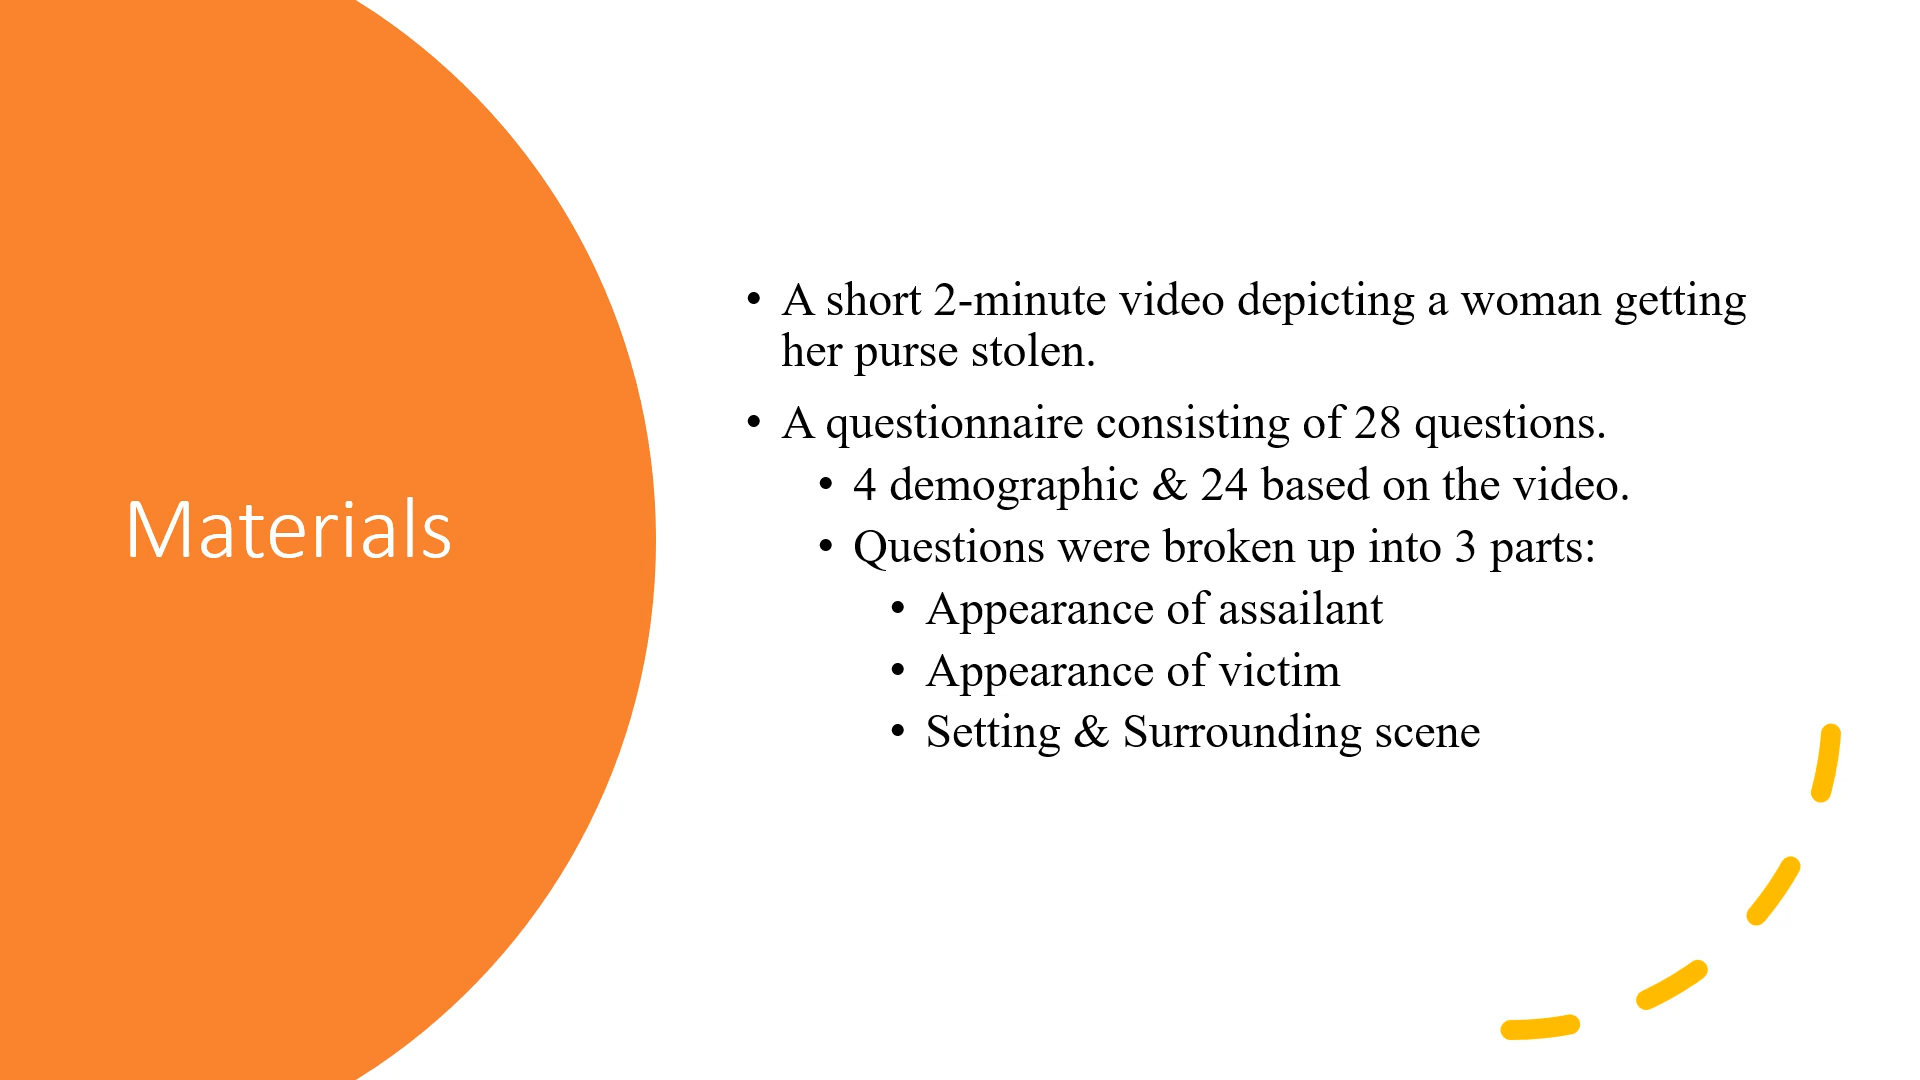 Materials
• A short 2-minute video depicting a woman getting
her purse stolen.
• A questionnaire consisting of 28 questions.
• 4 demographic & 24 based on the video.
• Questions were broken up into 3 parts:
• Appearance of assailant
• Appearance of victim
• Setting & Surrounding scene